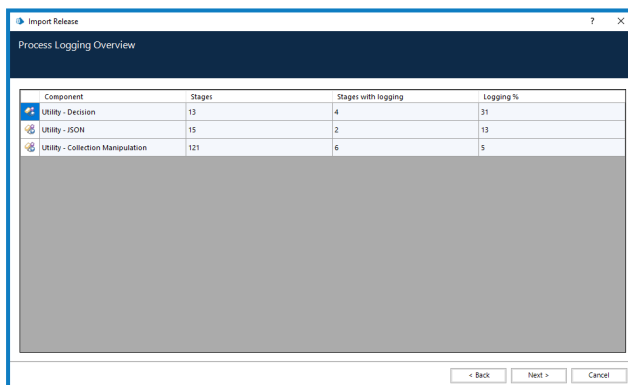 Import Release ? ×
Process Logging Overview
Component Stages Stages with logging Logging %
Utility - Decision 13 4 31
Utility - JSON 15 2 13
Utility - Collection Manipulation 121 6 5
< Back Next > Cancel